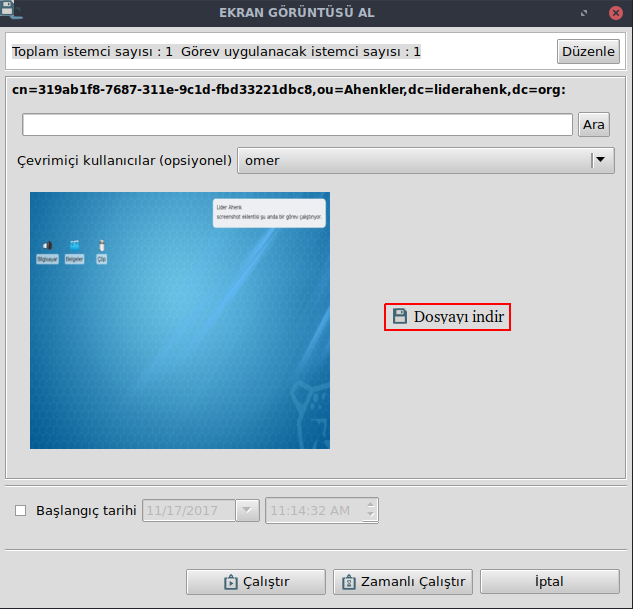 EKRAN GÖRÜNTÜSÜ AL
Toplam istemci sayısı : 1  Görev uygulanacak istemci sayısı : 1
Düzenle
cn=319ab1f8-7687-311e-9c1d-fbd33221dbc8,ou=Ahenkler,dc=liderahenk,dc=org:
Ara
Çevrimiçi kullanıcılar (opsiyonel)
omer
Lider Ahenk
screenshot eklentisi şu anda bir görev çalıştırıyor.
Bilgisayar
Belgeler
Çöp
Dosyayı indir
Başlangıç tarihi
11/17/2017
11:14:32 AM
Çalıştır
Zamanlı Çalıştır
İptal